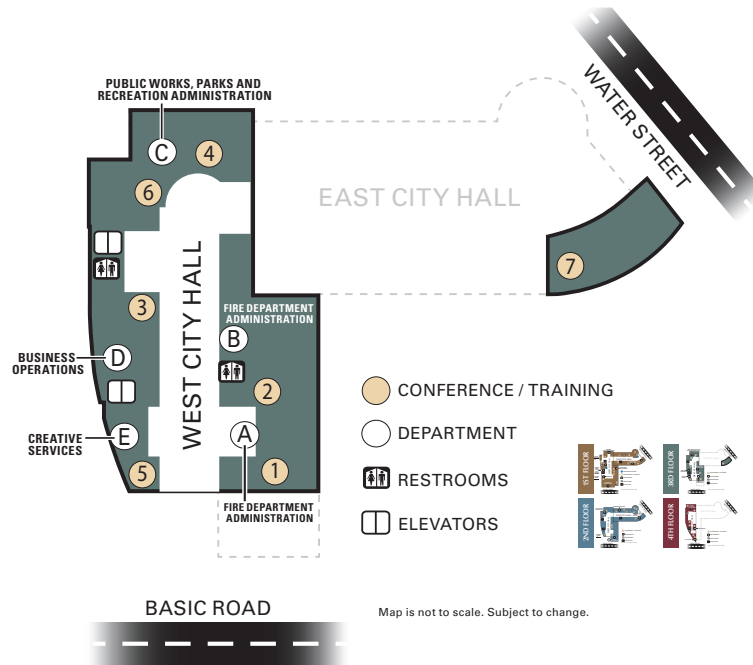 PUBLIC WORKS, PARKS AND
RECREATION ADMINISTRATION
WATER STREET
C
4
6
EAST CITY HALL
7
WEST CITY HALL
3
FIRE DEPARTMENT
ADMINISTRATION
B
D
BUSINESS
OPERATIONS
2
CONFERENCE / TRAINING
E
A
DEPARTMENT
CREATIVE
SERVICES
5
1
RESTROOMS
FIRE DEPARTMENT
ADMINISTRATION
ELEVATORS
1ST FLOOR
3RD FLOOR
2ND FLOOR
4TH FLOOR
BASIC ROAD
Map is not to scale. Subject to change.